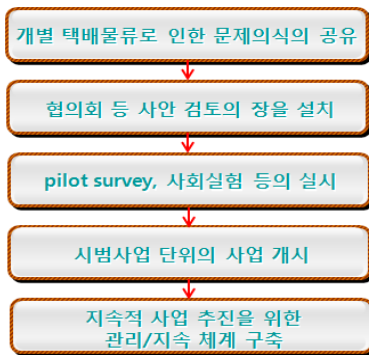 개별 택배물류로 인한 문제의식의 공유
협의회 등 사안 검토의 장을 설치
pilot survey, 사회실험 등의 실시
시범사업 단위의 사업 개시
지속적 사업 추진을 위한
관리/지속 체계 구축